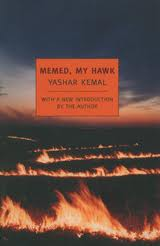 MEMED, MY HAWK
YASHAR KEMAL
WITH A NEW INTRODUCTION
BY THE AUTHOR